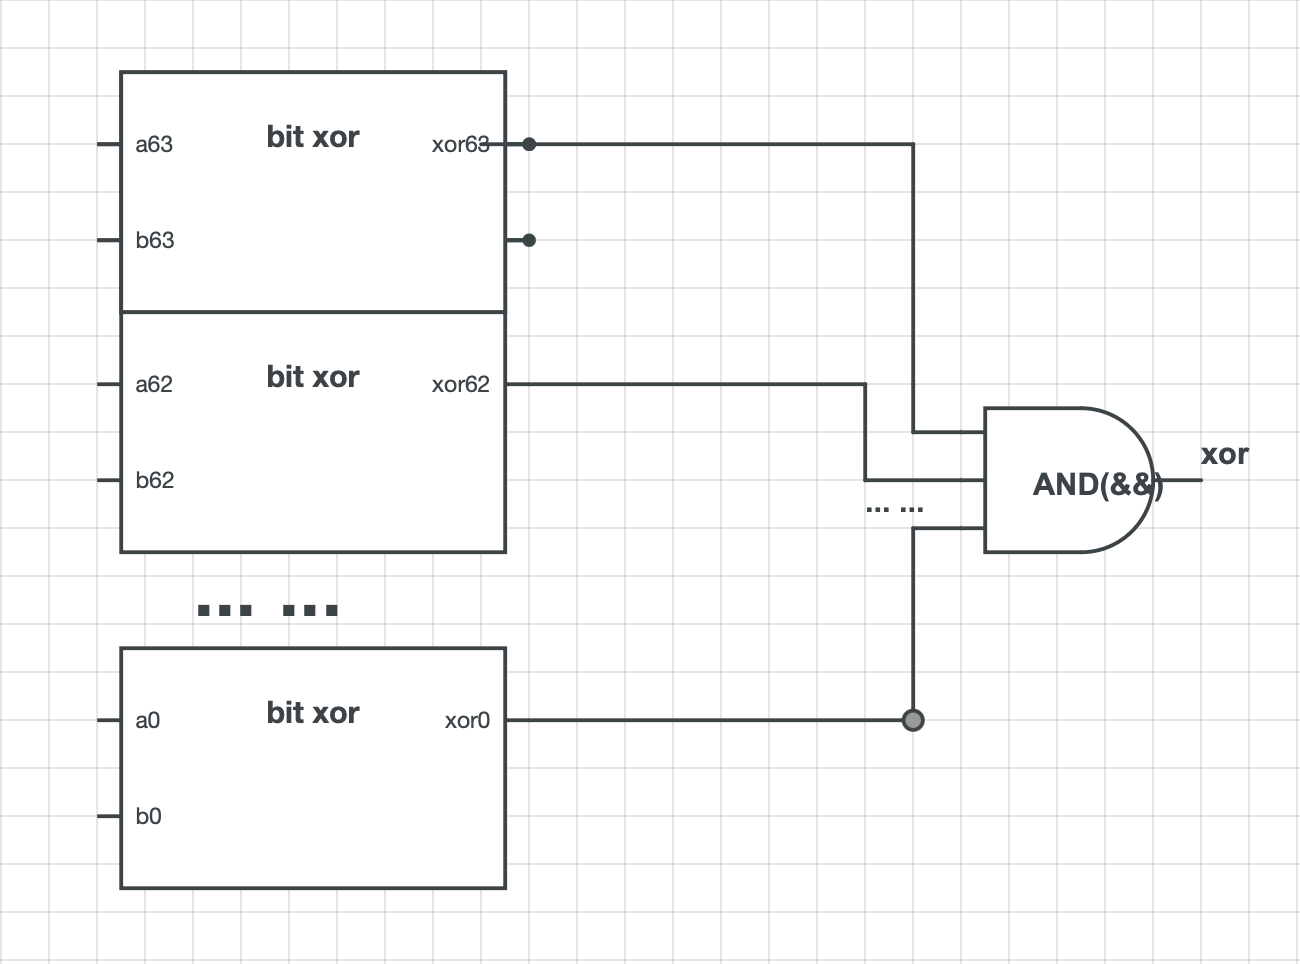 a63 bit xor xor63
b63
a62 bit xor xor62
b62
xor
AND(&&)
... ...
... ...
a0 bit xor xor0
b0